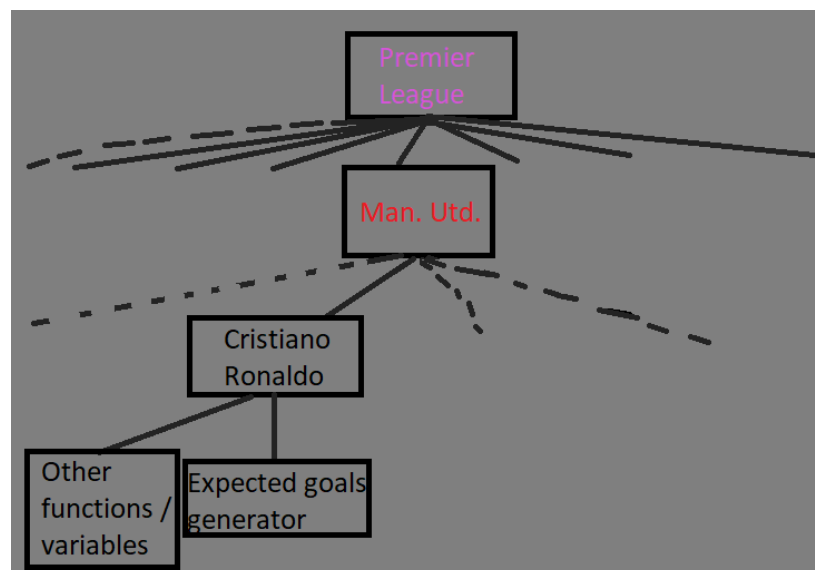 Premier
League
Man. Utd.
Cristiano
Ronaldo
Other
functions /
variables
Expected goals
generator